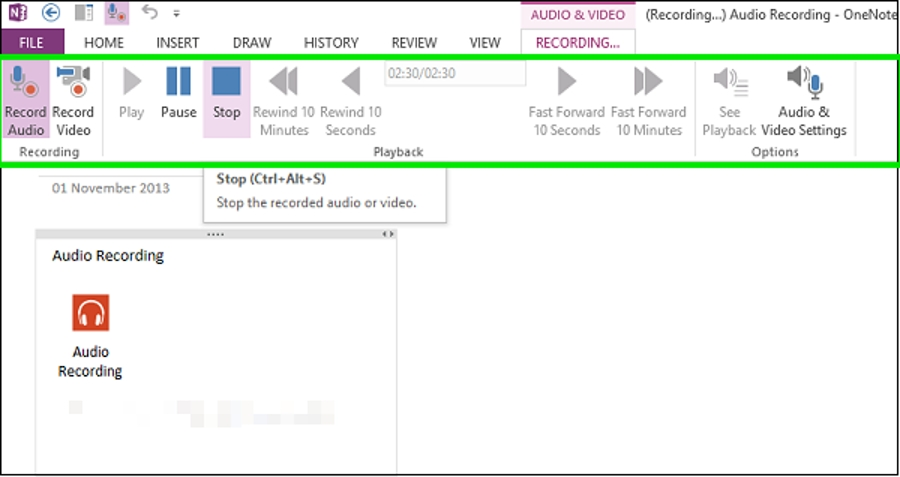 AUDIO & VIDEO (Recording...) Audio Recording - OneNote
FILE HOME INSERT DRAW HISTORY REVIEW VIEW RECORDING...
02:30/02:30
Record Audio
Record Video
Play
Pause
Stop
Rewind 10 Minutes
Rewind 10 Seconds
Fast Forward 10 Seconds
Fast Forward 10 Minutes
See Playback
Audio & Video Settings
Recording
Playback
Options
01 November 2013
Stop (Ctrl+Alt+S)
Stop the recorded audio or video.
Audio Recording
Audio
Recording